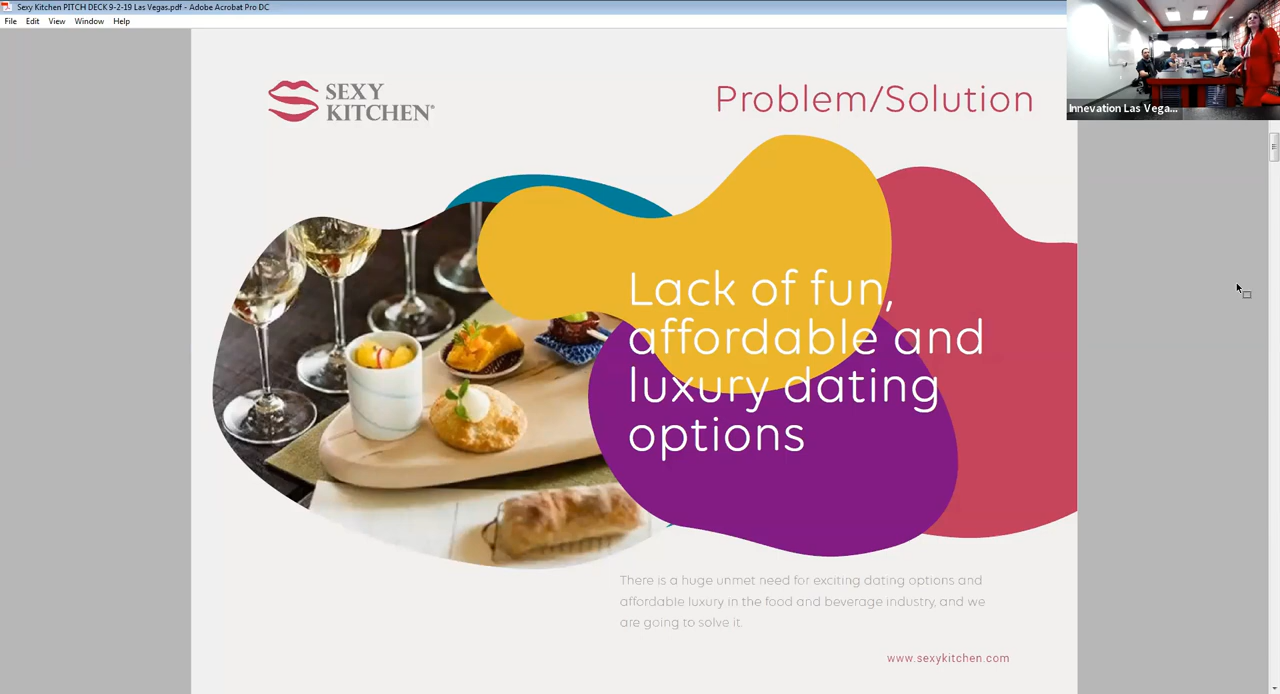 Sexy Kitchen PITCH DECK 9-2-19 Las Vegas.pdf - Adobe Acrobat Pro DC
File Edit View Window Help
Innevation Las Vega...
SEXY
KITCHEN®
Problem/Solution
Lack of fun,
affordable and
luxury dating
options
There is a huge unmet need for exciting dating options and
affordable luxury in the food and beverage industry, and we
are going to solve it.
www.sexykitchen.com